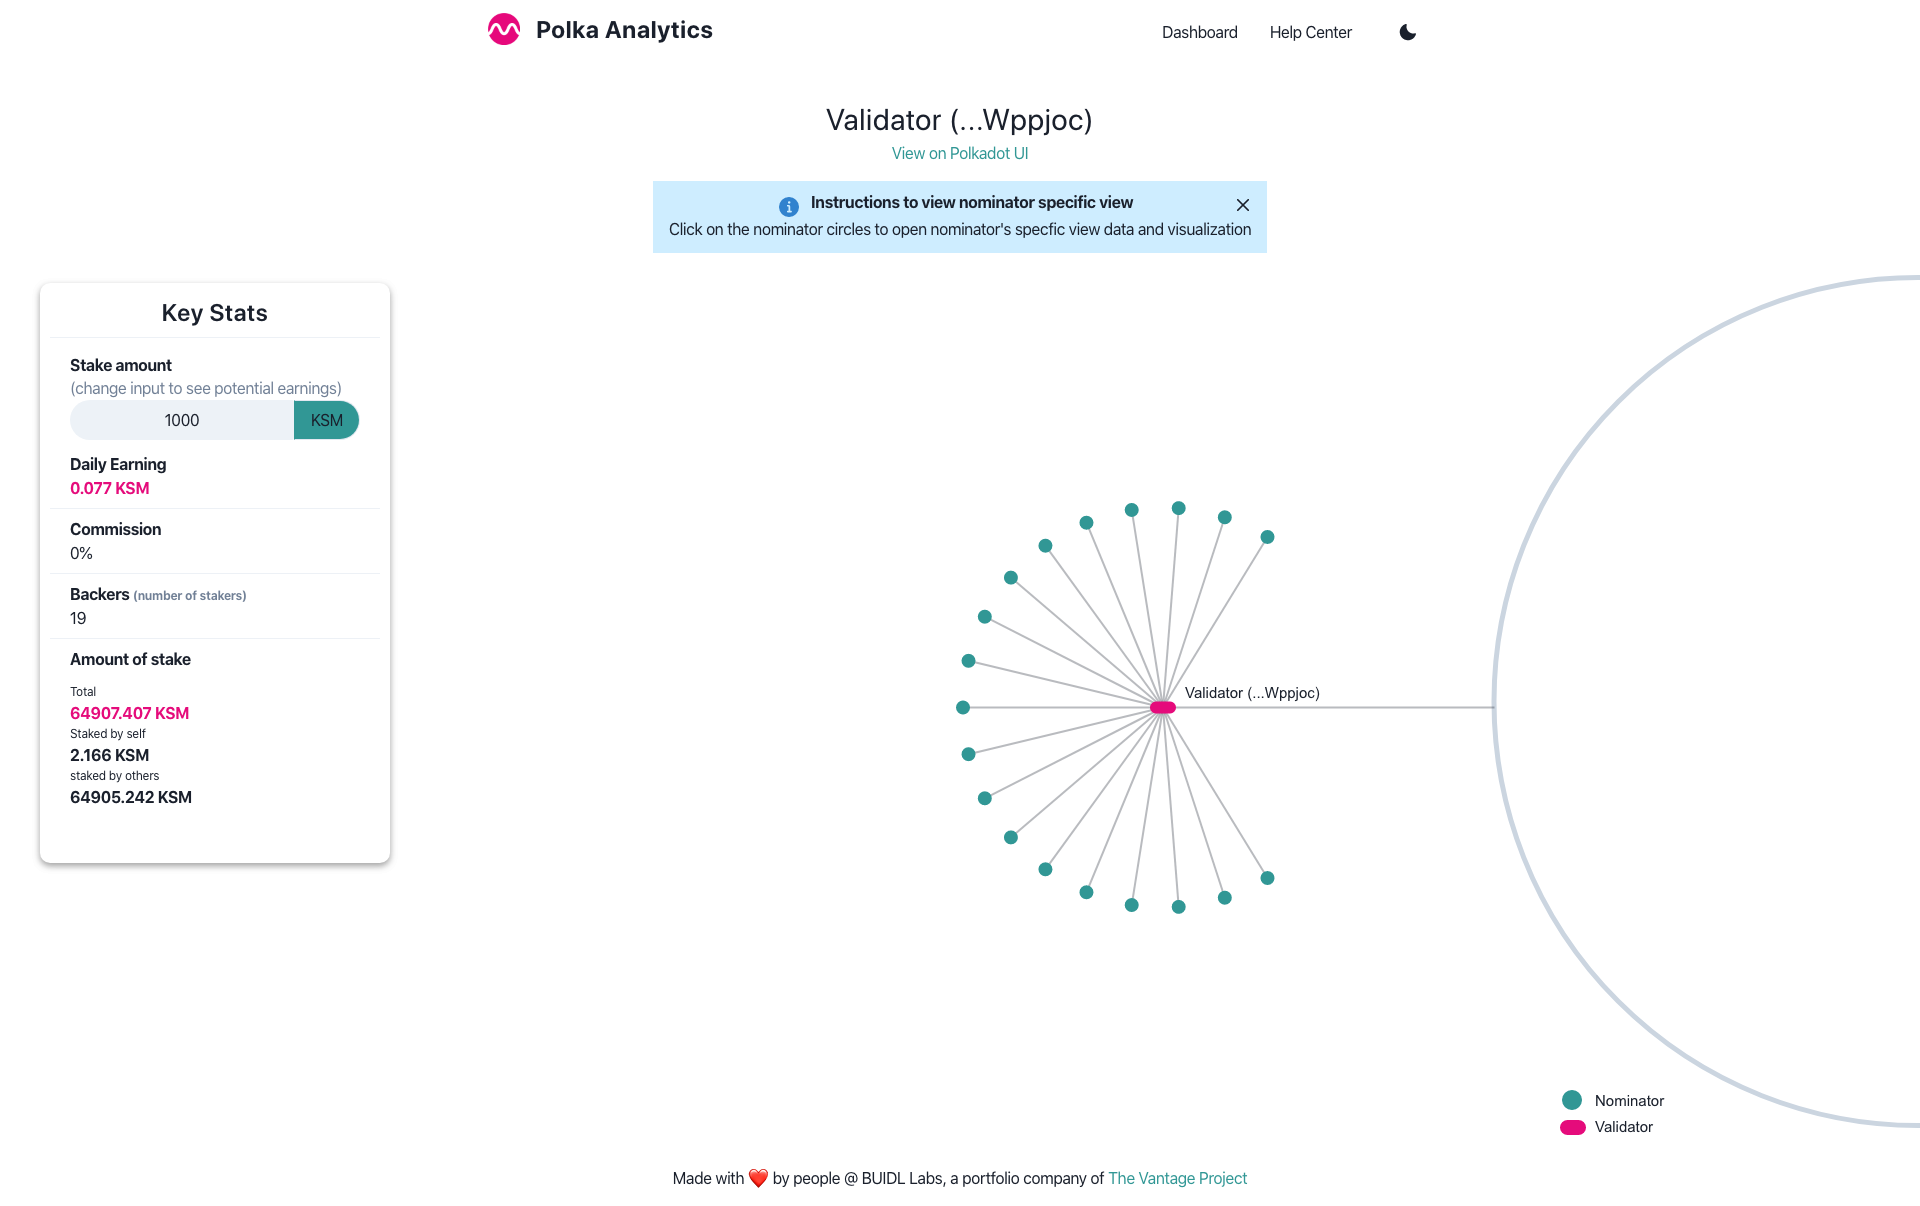 Polka Analytics
Dashboard
Help Center
Validator (...Wppjoc)
View on Polkadot UI
Instructions to view nominator specific view
Click on the nominator circles to open nominator's specfic view data and visualization
Key Stats
Stake amount
(change input to see potential earnings)
1000 KSM
Daily Earning
0.077 KSM
Commission
0%
Backers (number of stakers)
19
Amount of stake
Total
64907.407 KSM
Staked by self
2.166 KSM
staked by others
64905.242 KSM
Validator (...Wppjoc)
Nominator
Validator
Made with ❤️ by people @ BUIDL Labs, a portfolio company of The Vantage Project